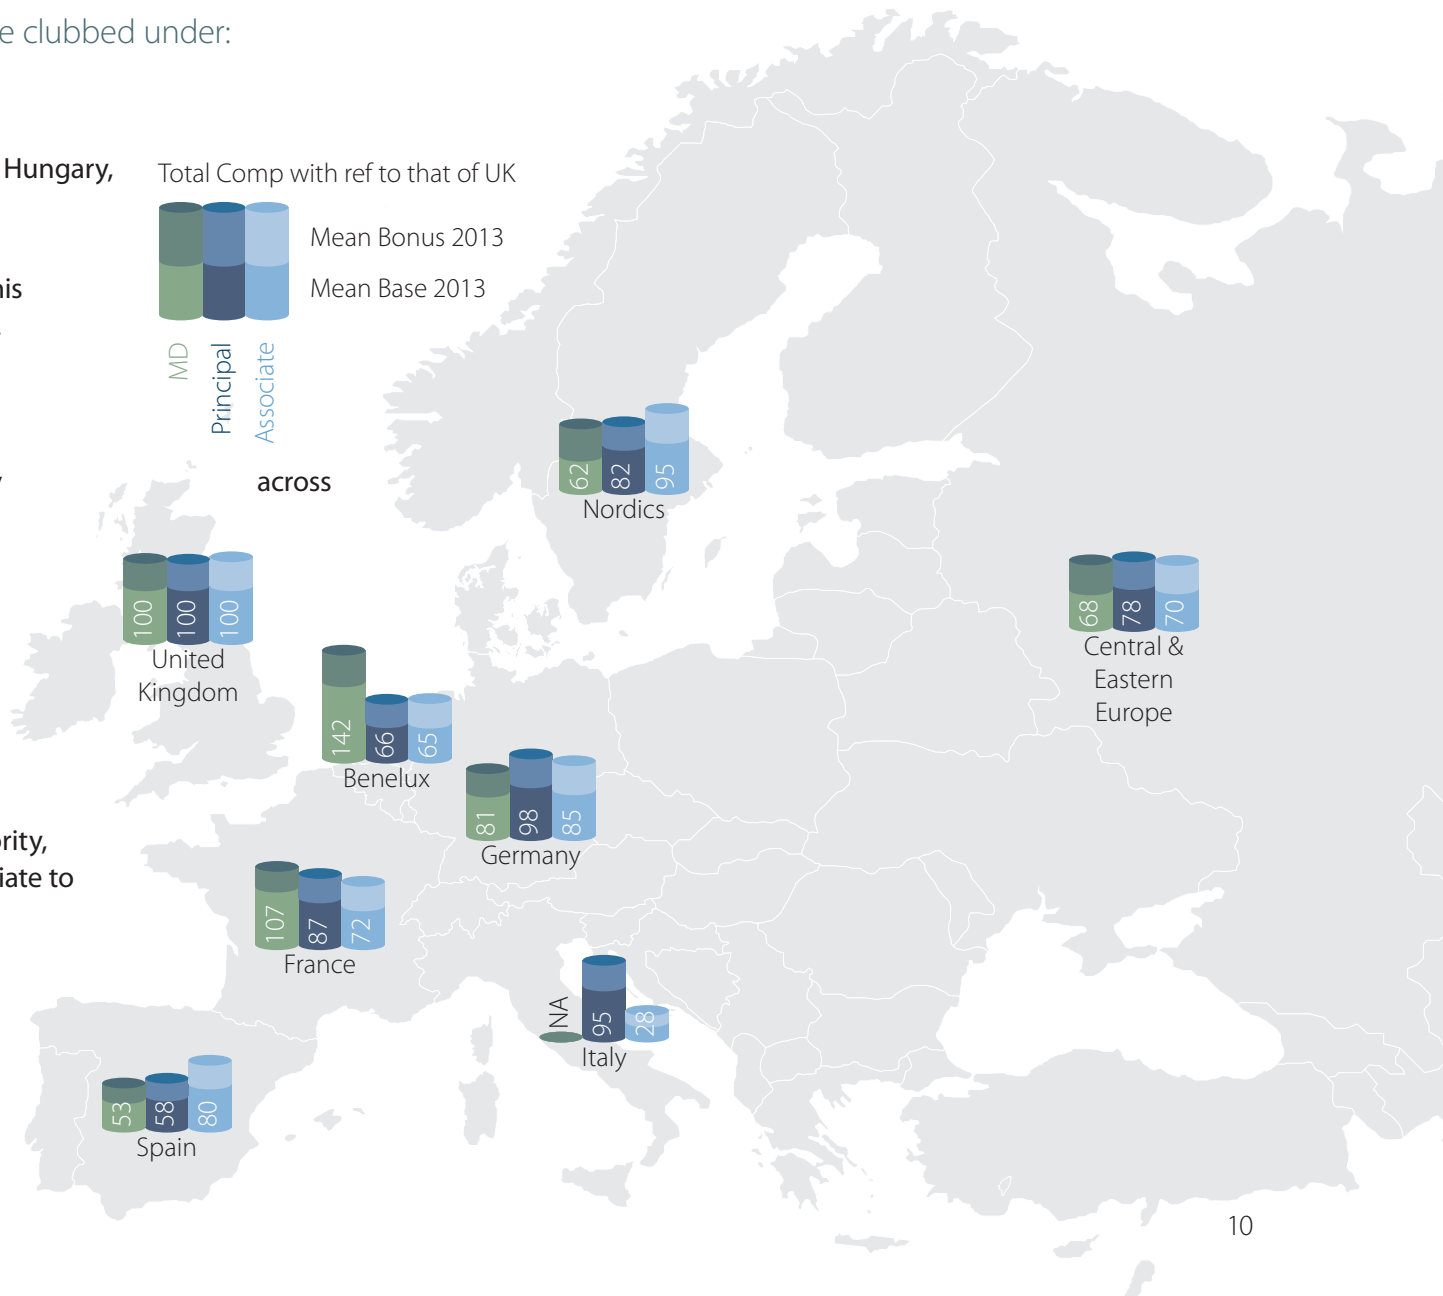 e clubbed under:
Hungary,
Total Comp with ref to that of UK
Mean Bonus 2013
Mean Base 2013
MD
Principal
Associate
nis
across
rity,
iate to
62
82
95
Nordics
100
100
100
United
Kingdom
68
78
70
Central &
Eastern
Europe
142
66
65
Benelux
81
98
85
Germany
107
87
72
France
NA
95
28
Italy
53
58
80
Spain
10